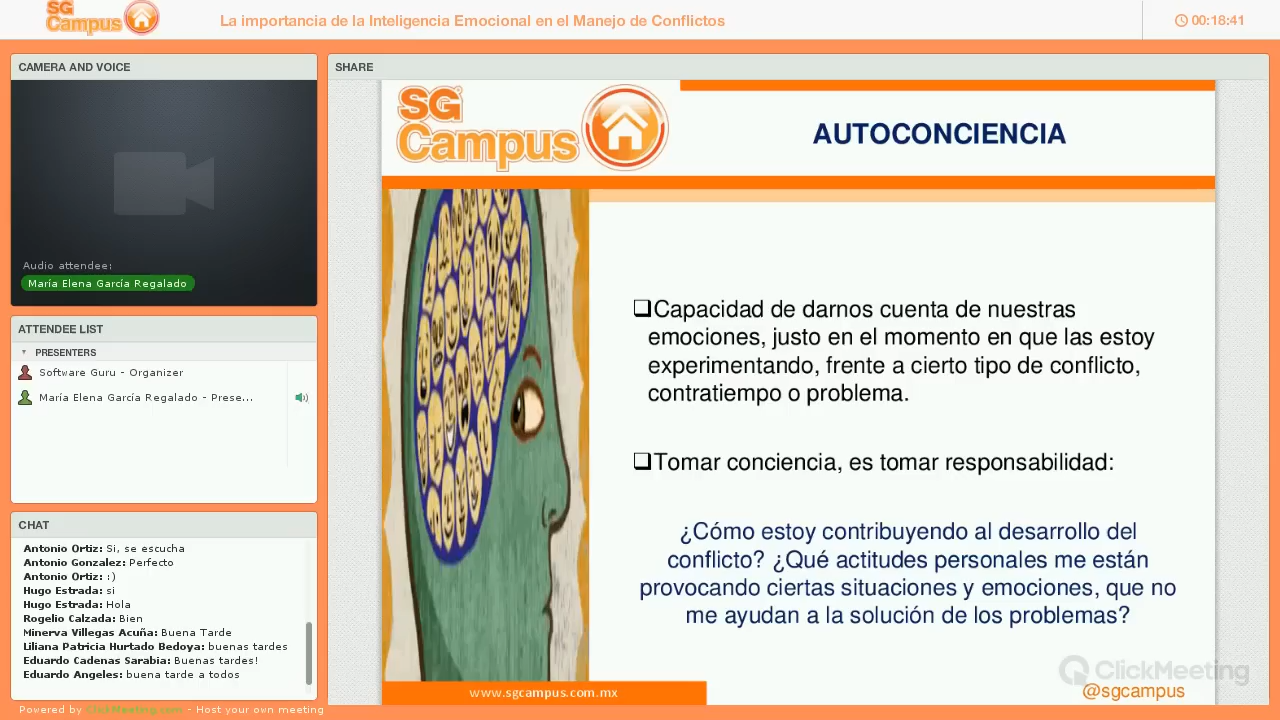 SG
Campus
La importancia de la Inteligencia Emocional en el Manejo de Conflictos
00:18:41
CAMERA AND VOICE
Audio attendee:
María Elena García Regalado
ATTENDEE LIST
PRESENTERS
Software Guru - Organizer
María Elena García Regalado - Prese...
CHAT
Antonio Ortiz: Si, se escucha
Antonio Gonzalez: Perfecto
Antonio Ortiz: :)
Hugo Estrada: si
Hugo Estrada: Hola
Rogelio Calzada: Bien
Minerva Villegas Acuña: Buena Tarde
Liliana Patricia Hurtado Bedoya: buenas tardes
Eduardo Cadenas Sarabia: Buenas tardes!
Eduardo Angeles: buena tarde a todos
Powered by ClickMeeting.com - Host your own meeting
SHARE
SG
Campus
AUTOCONCIENCIA
❑Capacidad de darnos cuenta de nuestras
emociones, justo en el momento en que las estoy
experimentando, frente a cierto tipo de conflicto,
contratiempo o problema.
❑Tomar conciencia, es tomar responsabilidad:
¿Cómo estoy contribuyendo al desarrollo del
conflicto? ¿Qué actitudes personales me están
provocando ciertas situaciones y emociones, que no
me ayudan a la solución de los problemas?
www.sgcampus.com.mx
ClickMeeting
@sgcampus